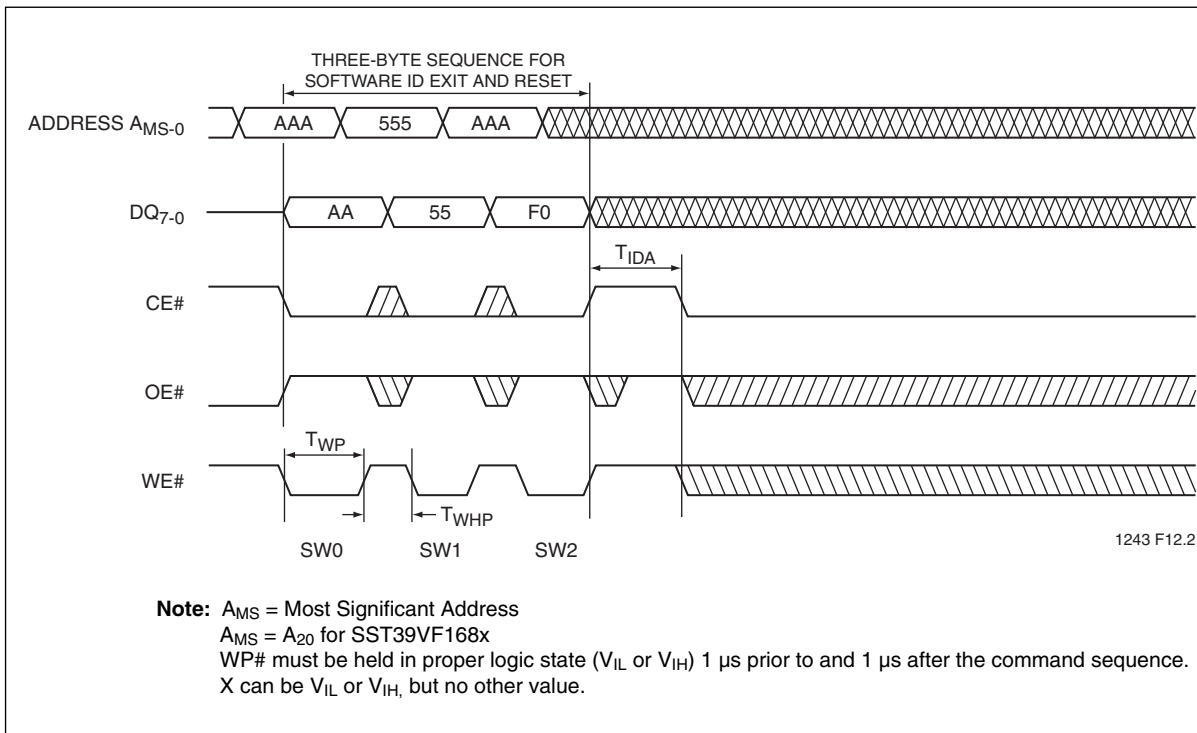 THREE-BYTE SEQUENCE FOR
SOFTWARE ID EXIT AND RESET
ADDRESS AMS-0
AAA 555 AAA
DQ7-0
AA 55 F0
TIDA
CE#
OE#
TWP
WE#
TWHP
SW0 SW1 SW2
1243 F12.2
Note: AMS = Most Significant Address
AMS = A20 for SST39VF168x
WP# must be held in proper logic state (VIL or VIH) 1 µs prior to and 1 µs after the command sequence.
X can be VIL or VIH, but no other value.